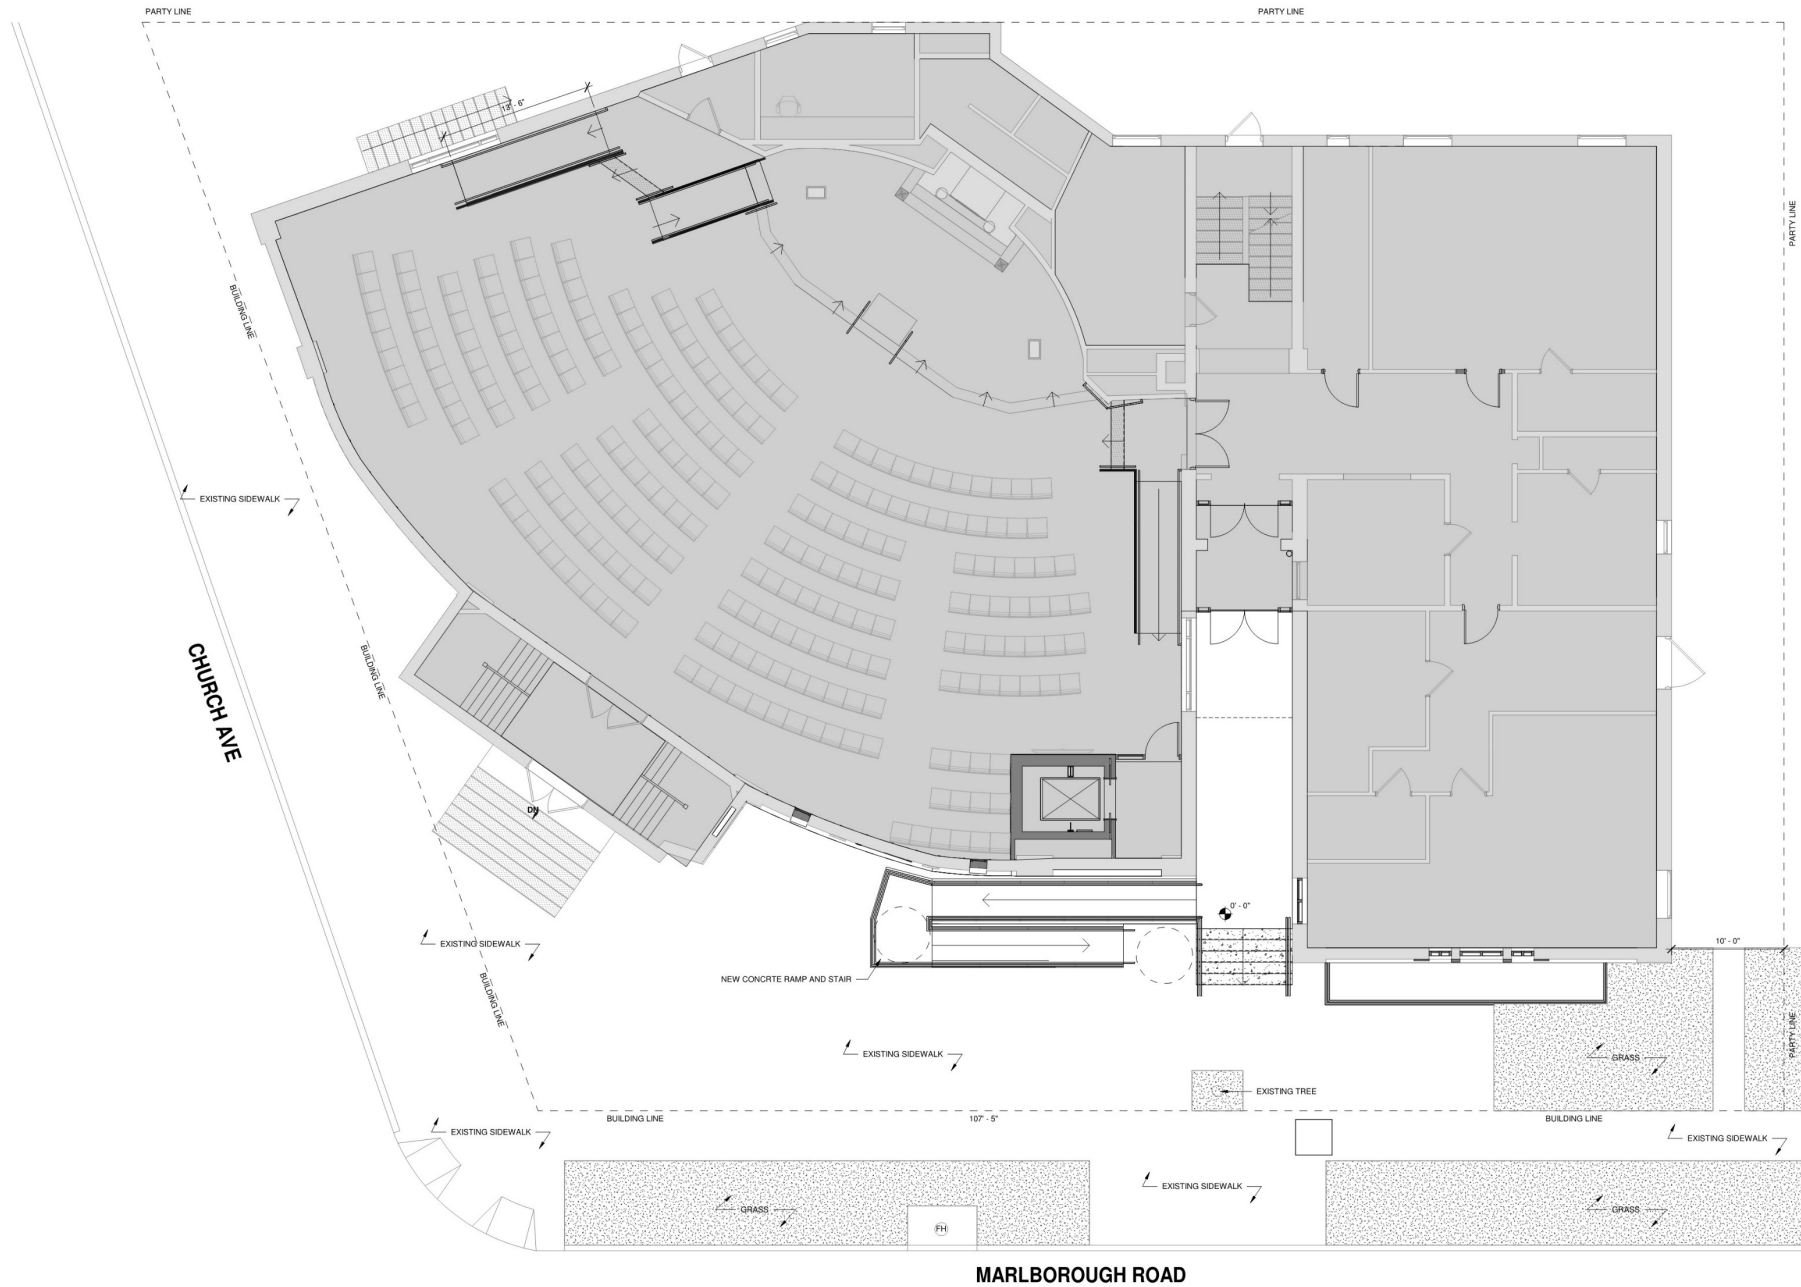 PARTY LINE
PARTY LINE
13' - 6"
PARTY LINE
BUILDING LINE
EXISTING SIDEWALK
CHURCH AVE
BUILDING LINE
DN
0' - 0"
EXISTING SIDEWALK
10' - 0"
NEW CONCRTE RAMP AND STAIR
BUILDING LINE
PARTY LINE
EXISTING SIDEWALK
GRASS
EXISTING TREE
BUILDING LINE
107' - 5"
BUILDING LINE
EXISTING SIDEWALK
EXISTING SIDEWALK
EXISTING SIDEWALK
GRASS
GRASS
FH
MARLBOROUGH ROAD